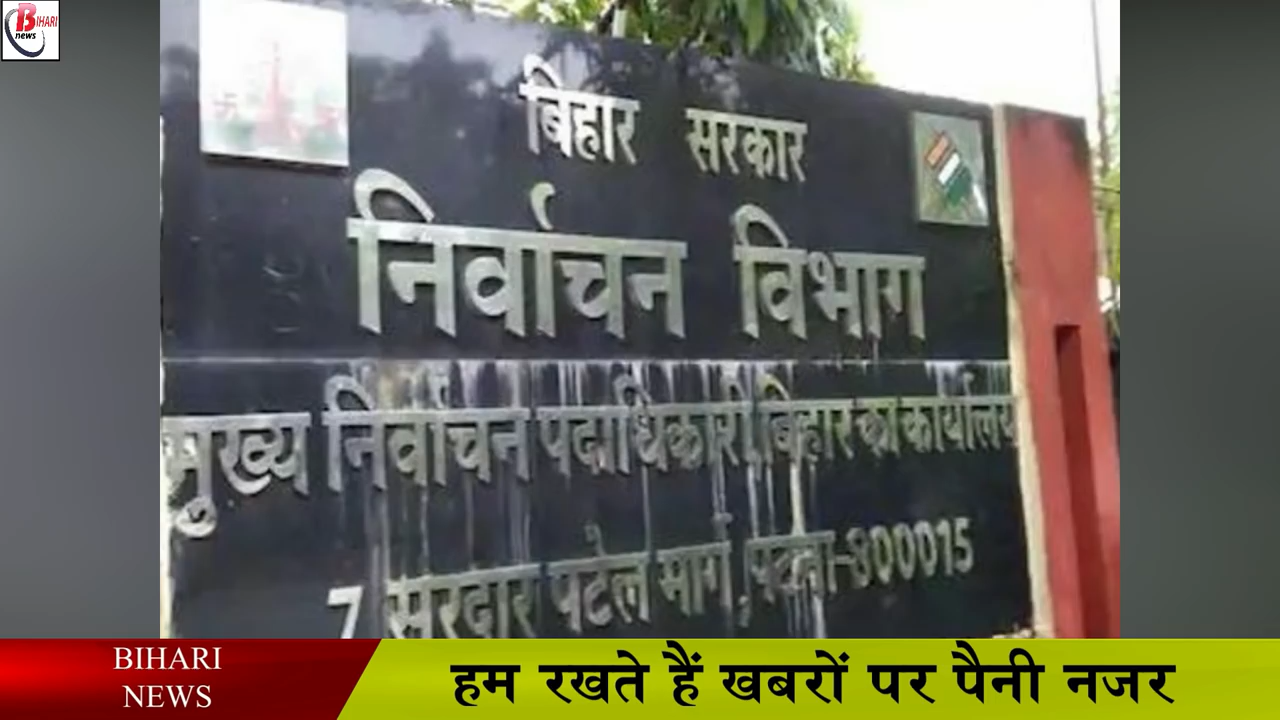 BIHARI
news
बिहार सरकार
निर्वाचन विभाग
मुख्य निर्वाचन पदाधिकारी, बिहार का कार्यालय
7, सरदार पटेल मार्ग, पटना-800015
BIHARI
NEWS
हम रखते हैं खबरों पर पैनी नजर